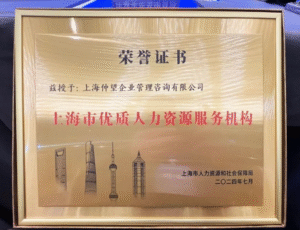 荣誉证书
兹授于：上海仲望企业管理咨询有限公司
上海市优质人力资源服务机构
上海市人力资源和社会保障局
二〇二四年七月